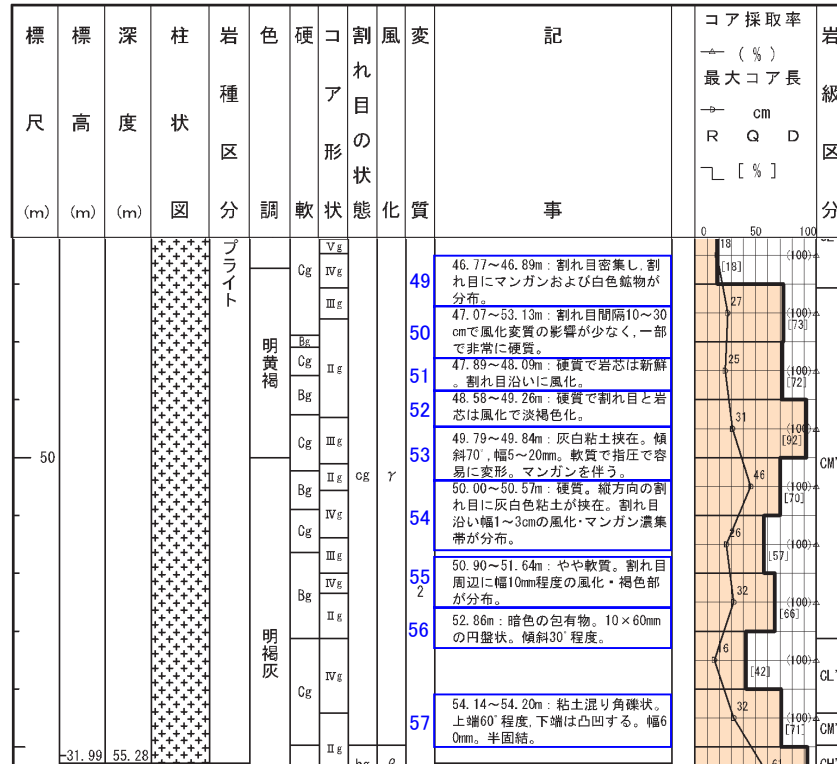 標尺(m)
標高(m)
深度(m)
柱状図
岩種区分
色調
硬軟
コア形状
割れ目の状態
風化
変質
記事
コア採取率
(%)
最大コア長
cm
R Q D
[%]
岩級区分
0 50 100
プライト
明黄褐
明褐灰
50
-31.99 55.28
Cg
Bg
Cg
Bg
Cg
Bg
Cg
Bg
Cg
Vg
Ⅳg
Ⅲg
Ⅱg
Ⅲg
Ⅱg
Ⅳg
Ⅲg
Ⅳg
Ⅱg
Ⅳg
Ⅱg
cg
γ
2
49
46.77~46.89m:割れ目密集し,割
れ目にマンガンおよび白色鉱物が
分布。
50
47.07~53.13m:割れ目間隔10~30
cmで風化変質の影響が少なく,一部
で非常に硬質。
51
47.89~48.09m:硬質で岩芯は新鮮
。割れ目沿いに風化。
52
48.58~49.26m:硬質で割れ目と岩
芯は風化で淡褐色化。
53
49.79~49.84m:灰白粘土挟在。傾
斜70゜,幅5~20mm。軟質で指圧で容
易に変形。マンガンを伴う。
54
50.00~50.57m:硬質。縦方向の割
れ目に灰白色粘土が挟在。割れ目
沿い幅1~3cmの風化・マンガン濃集
帯が分布。
55
50.90~51.64m:やや軟質。割れ目
周辺に幅10mm程度の風化・褐色部
が分布。
56
52.86m:暗色の包有物。10×60mm
の円盤状。傾斜30゜程度。
57
54.14~54.20m:粘土混り角礫状。
上端60゜程度,下端は凸凹する。幅6
0mm。半固結。
18 (100)
[18]
27 (100)
[73]
25 (100)
[72]
31 (100)
[92]
46 (100)
[70]
26 (100)
[57]
32 (100)
[66]
16 (100)
[42]
32 (100)
[71]
CM'
CL'
CM'